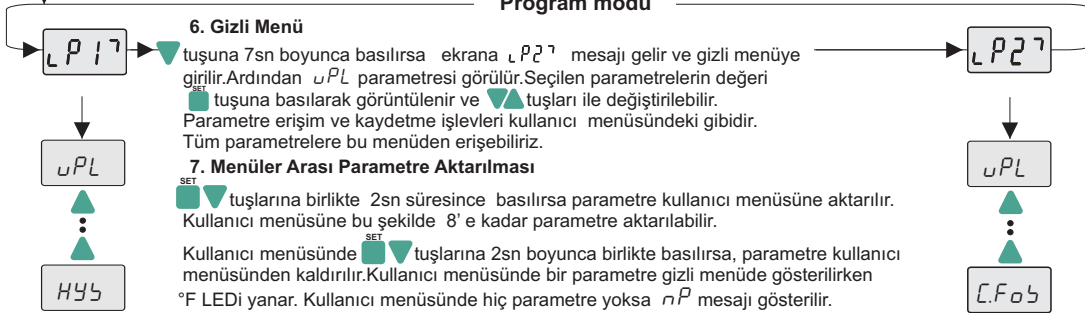 Program modu
6. Gizli Menü
tuşuna 7sn boyunca basılırsa ekrana ⌞P2⌝ mesajı gelir ve gizli menüye
girilir.Ardından uPL parametresi görülür.Seçilen parametrelerin değeri
SET tuşuna basılarak görüntülenir ve tuşları ile değiştirilebilir.
Parametre erişim ve kaydetme işlevleri kullanıcı menüsündeki gibidir.
Tüm parametrelere bu menüden erişebiliriz.
7. Menüler Arası Parametre Aktarılması
SET tuşlarına birlikte 2sn süresince basılırsa parametre kullanıcı menüsüne aktarılır.
Kullanıcı menüsüne bu şekilde 8' e kadar parametre aktarılabilir.
Kullanıcı menüsünde SET tuşlarına 2sn boyunca birlikte basılırsa, parametre kullanıcı
menüsünden kaldırılır.Kullanıcı menüsünde bir parametre gizli menüde gösterilirken
°F LEDi yanar. Kullanıcı menüsünde hiç parametre yoksa nP mesajı gösterilir.
⌞P1⌝
uPL
HYS
⌞P2⌝
uPL
C.FoS